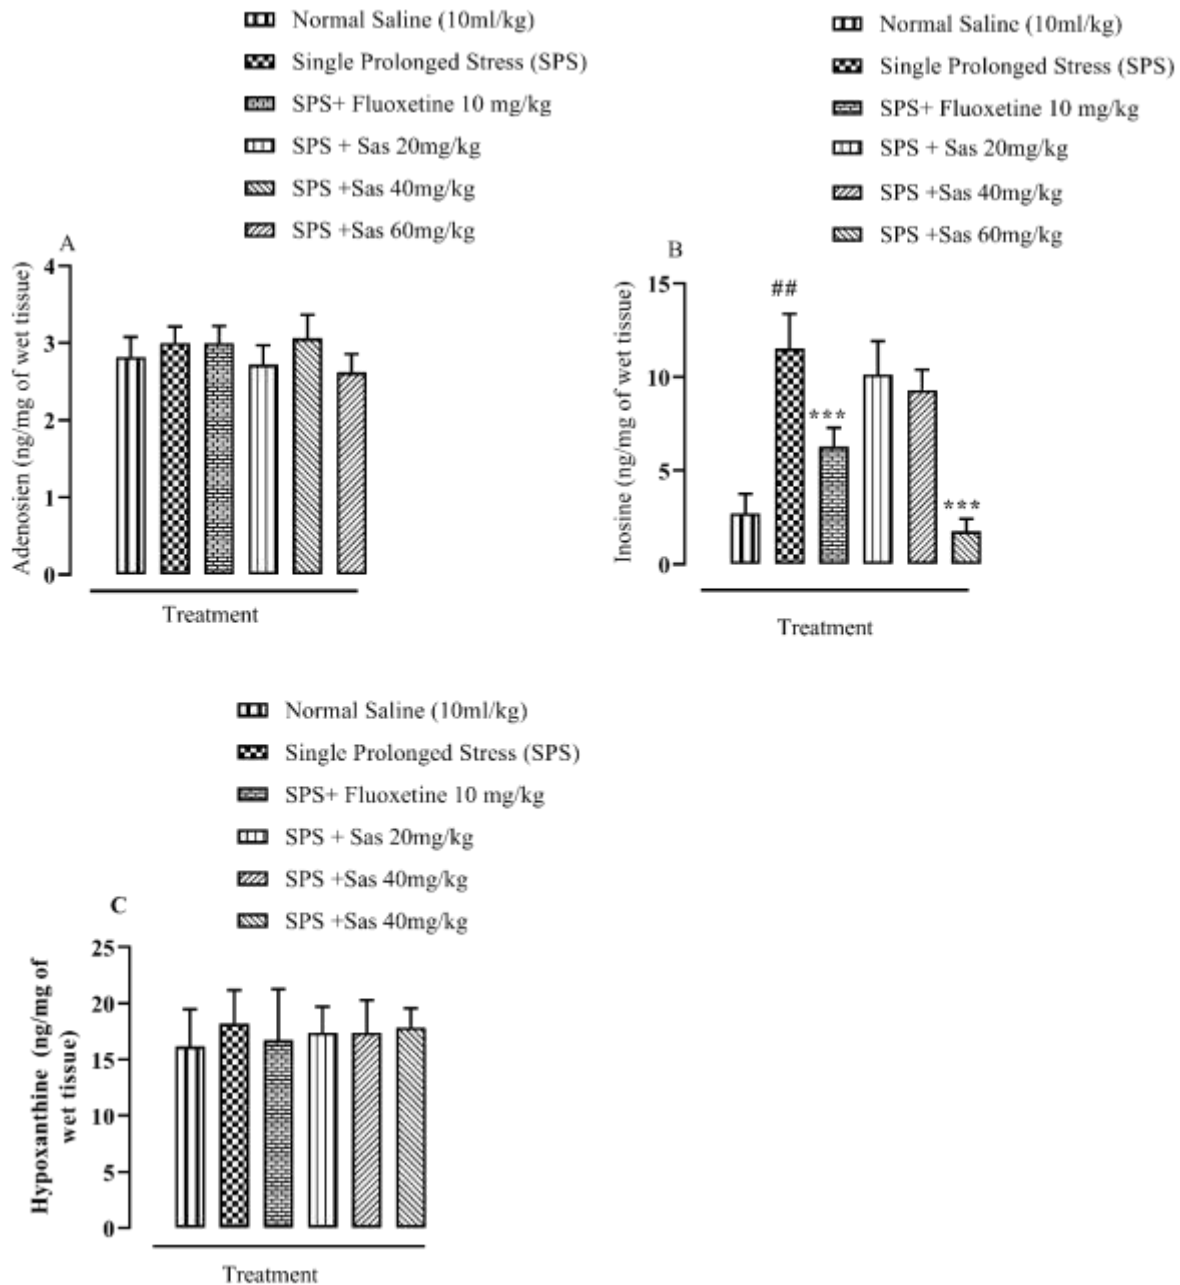 Normal Saline (10ml/kg)
Single Prolonged Stress (SPS)
SPS+ Fluoxetine 10 mg/kg
SPS + Sas 20mg/kg
SPS +Sas 40mg/kg
SPS +Sas 60mg/kg
A
Adenosien (ng/mg of wet tissue)
4
3
2
1
0
Treatment
Normal Saline (10ml/kg)
Single Prolonged Stress (SPS)
SPS+ Fluoxetine 10 mg/kg
SPS + Sas 20mg/kg
SPS +Sas 40mg/kg
SPS +Sas 60mg/kg
B
Inosine (ng/mg of wet tissue)
15
10
5
0
##
***
***
Treatment
Normal Saline (10ml/kg)
Single Prolonged Stress (SPS)
SPS+ Fluoxetine 10 mg/kg
SPS + Sas 20mg/kg
SPS +Sas 40mg/kg
SPS +Sas 40mg/kg
C
Hypoxanthine (ng/mg of
wet tissue)
25
20
15
10
5
0
Treatment